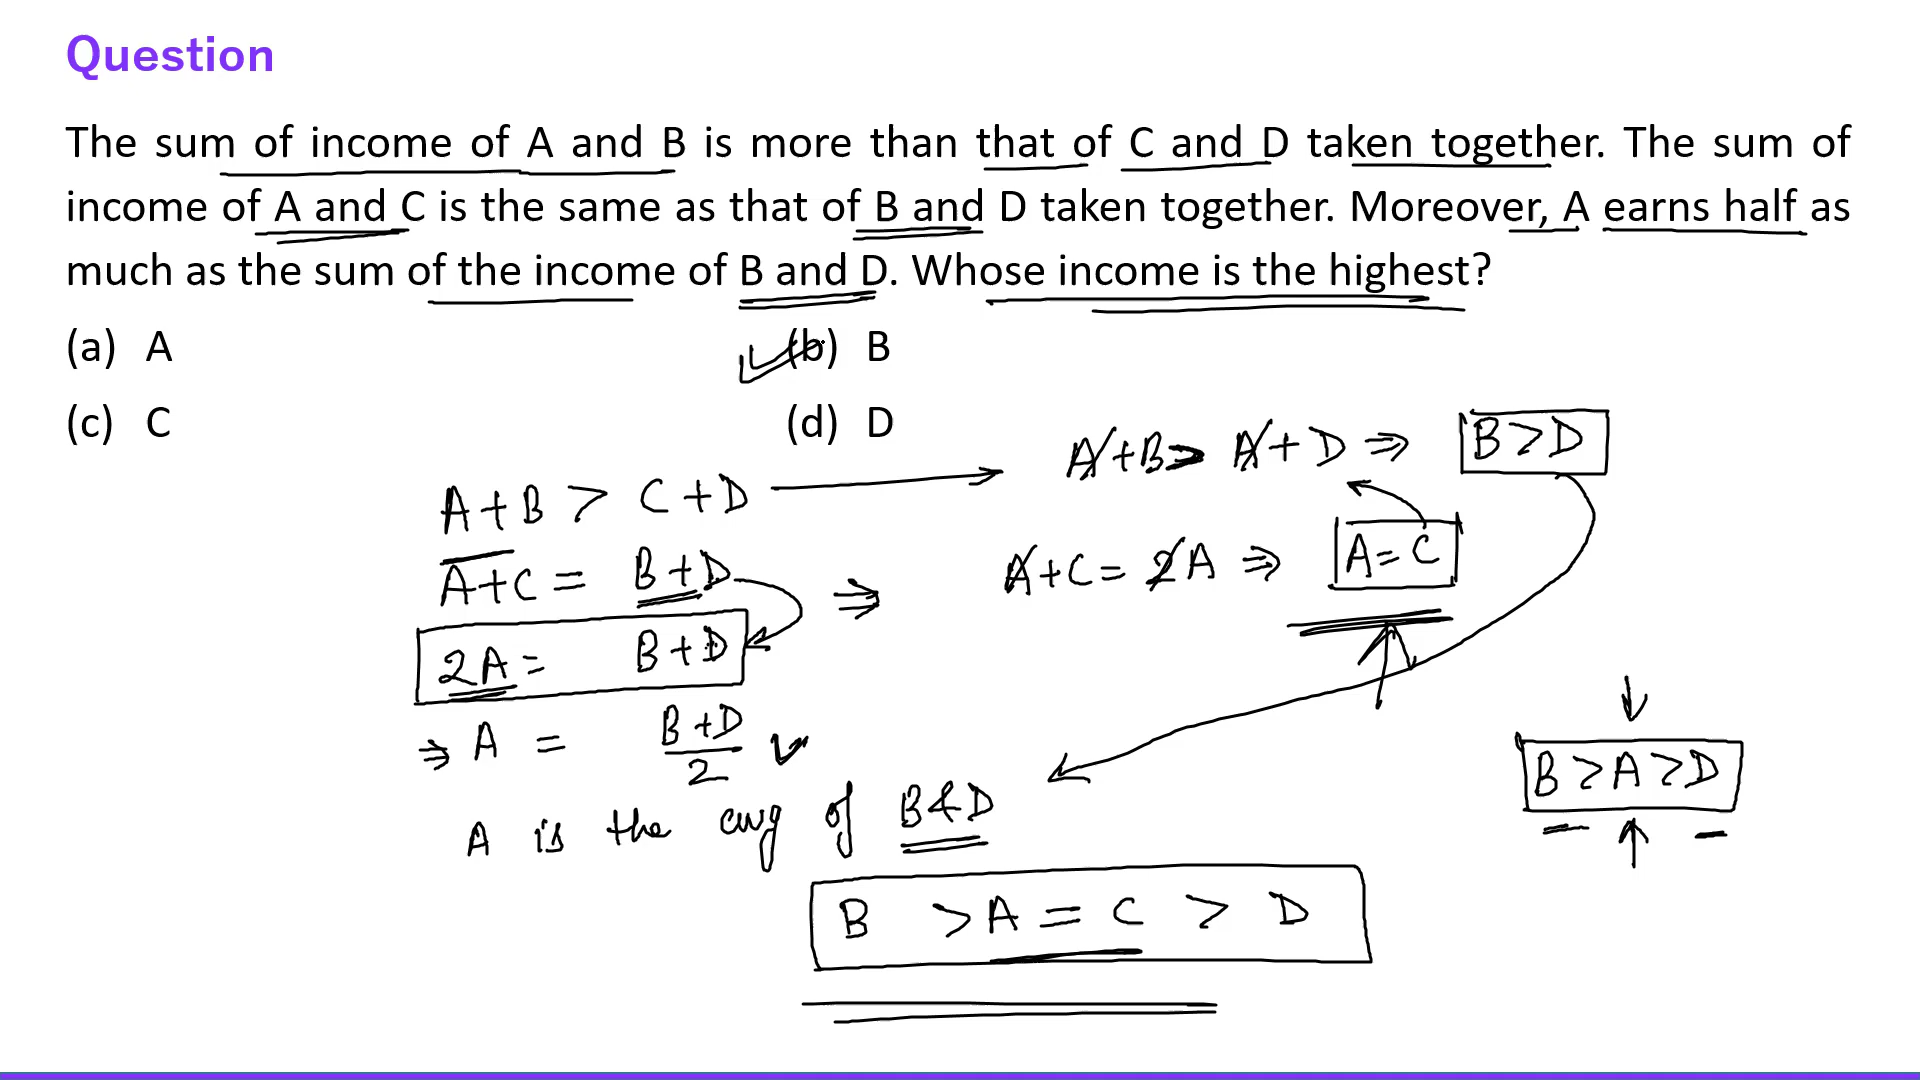 Question
The sum of income of A and B is more than that of C and D taken together. The sum of
income of A and C is the same as that of B and D taken together. Moreover, A earns half as
much as the sum of the income of B and D. Whose income is the highest?
(a) A
(b) B
(c) C
(d) D
A+B > C+D
A+B > A+D ⇒ B>D
A+C = B+D
⇒ A+C = 2A ⇒ A=C
2A = B+D
⇒ A = B+D/2
A is the avg of B&D
B>A>D
B >A = C > D